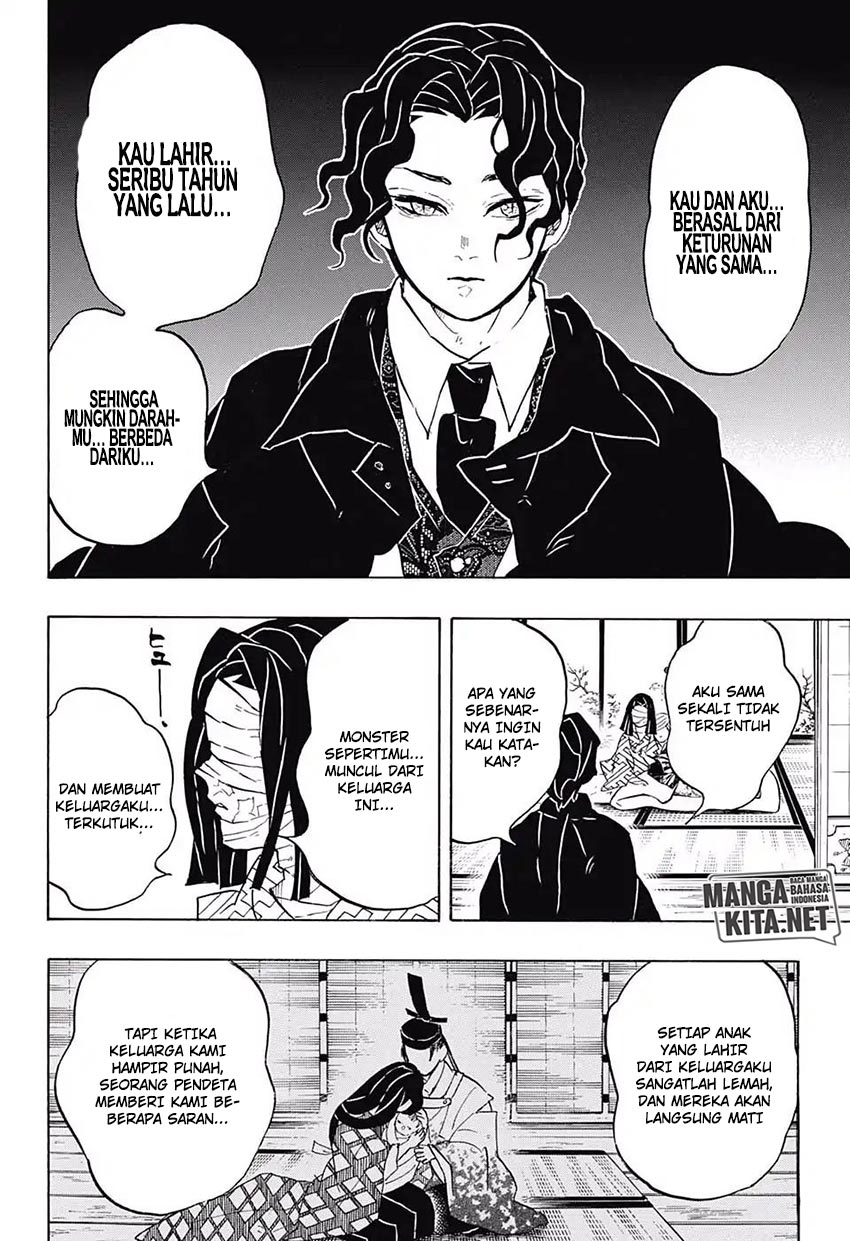 KAU DAN AKU...
BERASAL DARI
KETURUNAN
YANG SAMA...
KAU LAHIR...
SERIBU TAHUN
YANG LALU...
SEHINGGA
MUNGKIN DARAH-
MU... BERBEDA
DARIKU...
AKU SAMA
SEKALI TIDAK
TERSENTUH
APA YANG
SEBENAR-
NYA INGIN
KAU KATA-
KAN?
MONSTER
SEPERTIMU...
MUNCUL DARI
KELUARGA
INI...
DAN MEMBUAT
KELUARGAKU...
TERKUTUK...
ヒュー
MANGA
KITA.NET
BACA MANGA
BAHASA
INDONESIA
SETIAP ANAK
YANG LAHIR
DARI KELUARGAKU
SANGATLAH LEMAH,
DAN MEREKA AKAN
LANGSUNG MATI
TAPI KETIKA
KELUARGA KAMI
HAMPIR PUNAH,
SEORANG PENDETA
MEMBERI KAMI BE-
BERAPA SARAN...